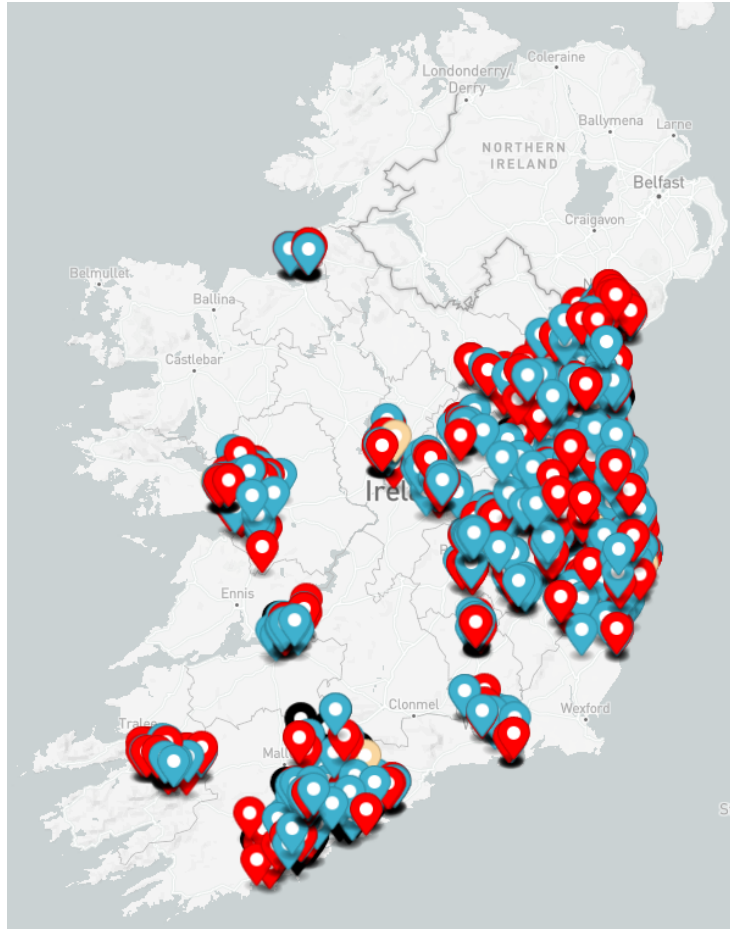 Coleraine
Londonderry/
Derry
Ballymena
Larne
NORTHERN
IRELAND
Belfast
Craigavon
Belmullet
Ballina
Castlebar
Ennis
Clonmel
Wexford
Tralee